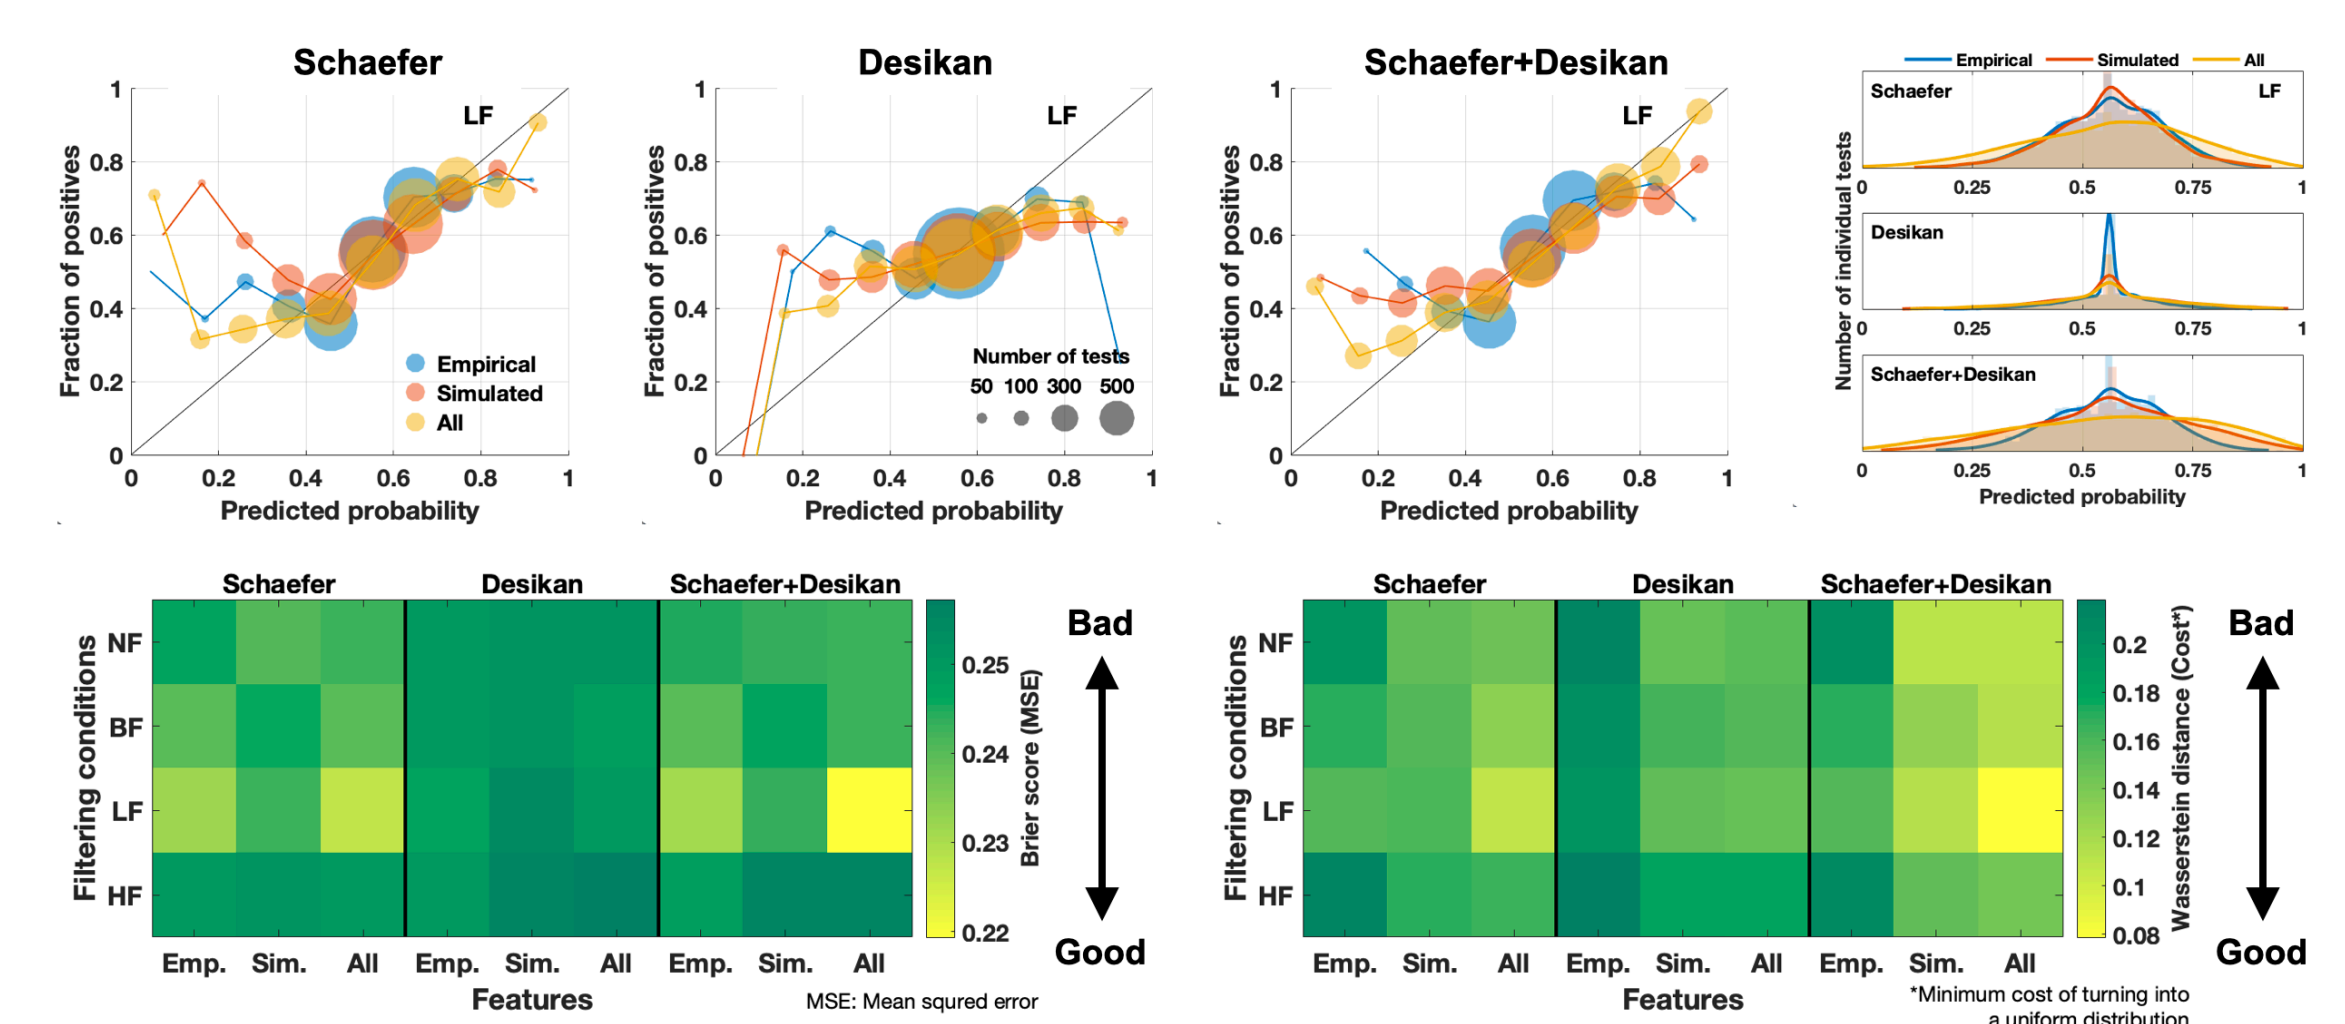 Schaefer
Fraction of positives
1
0.8
0.6
0.4
0.2
0
LF
Empirical
Simulated
All
0 0.2 0.4 0.6 0.8 1
Predicted probability
Desikan
Fraction of positives
1
0.8
0.6
0.4
0.2
0
LF
Number of tests
50 100 300 500
0 0.2 0.4 0.6 0.8 1
Predicted probability
Schaefer+Desikan
Fraction of positives
1
0.8
0.6
0.4
0.2
0
LF
0 0.2 0.4 0.6 0.8 1
Predicted probability
Empirical Simulated All
Number of individual tests
Schaefer LF
0 0.25 0.5 0.75 1
Desikan
0 0.25 0.5 0.75 1
Schaefer+Desikan
0 0.25 0.5 0.75 1
Predicted probability
Schaefer Desikan Schaefer+Desikan
Filtering conditions
NF
BF
LF
HF
Emp. Sim. All Emp. Sim. All Emp. Sim. All
Features
0.25
0.24
0.23
0.22
Brier score (MSE)
Bad
Good
MSE: Mean squred error
Schaefer Desikan Schaefer+Desikan
Filtering conditions
NF
BF
LF
HF
Emp. Sim. All Emp. Sim. All Emp. Sim. All
Features
0.2
0.18
0.16
0.14
0.12
0.1
0.08
Wasserstein distance (Cost*)
Bad
Good
*Minimum cost of turning into
a uniform distribution